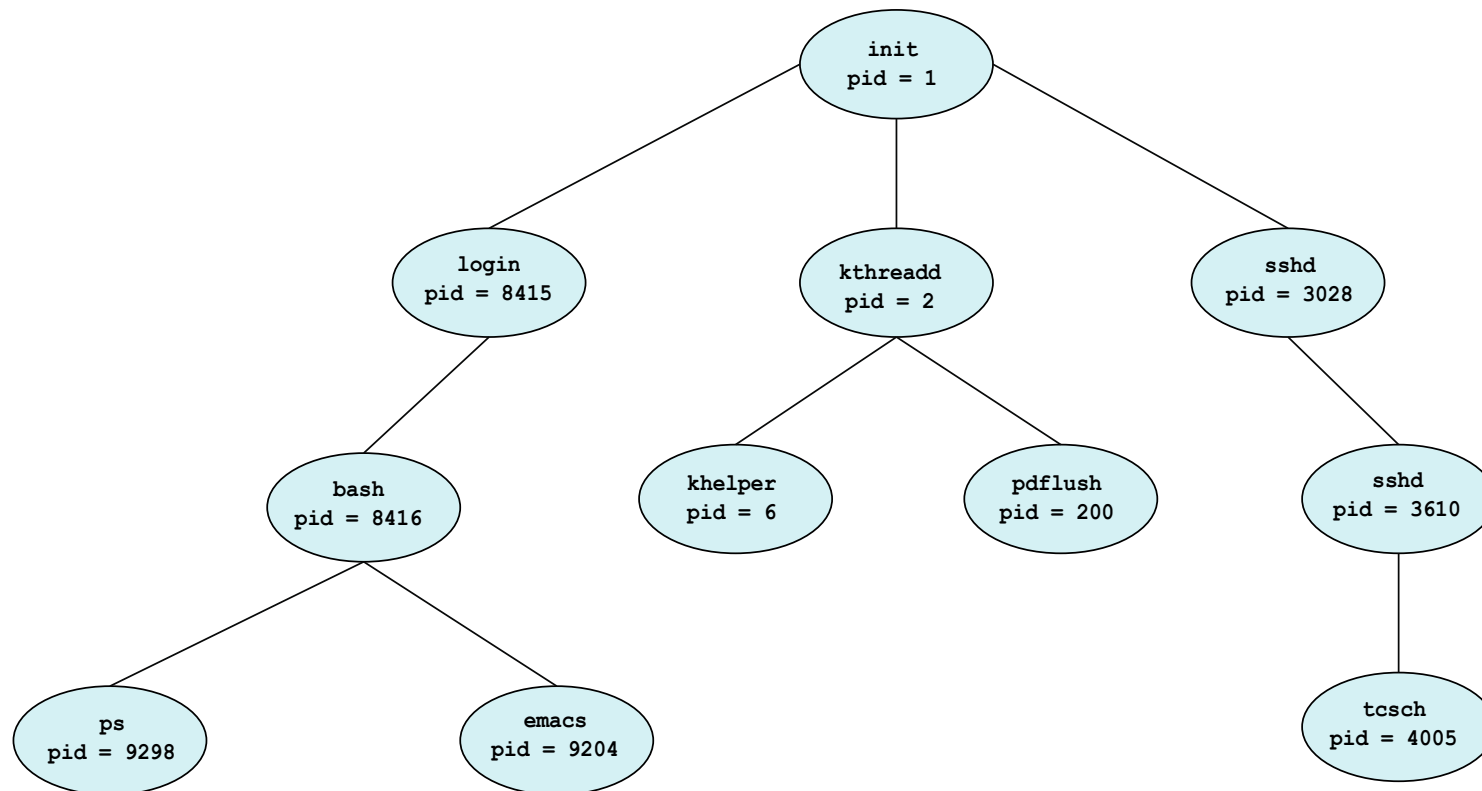 init
pid = 1
login
pid = 8415
kthreadd
pid = 2
sshd
pid = 3028
bash
pid = 8416
khelper
pid = 6
pdflush
pid = 200
sshd
pid = 3610
ps
pid = 9298
emacs
pid = 9204
tcsch
pid = 4005